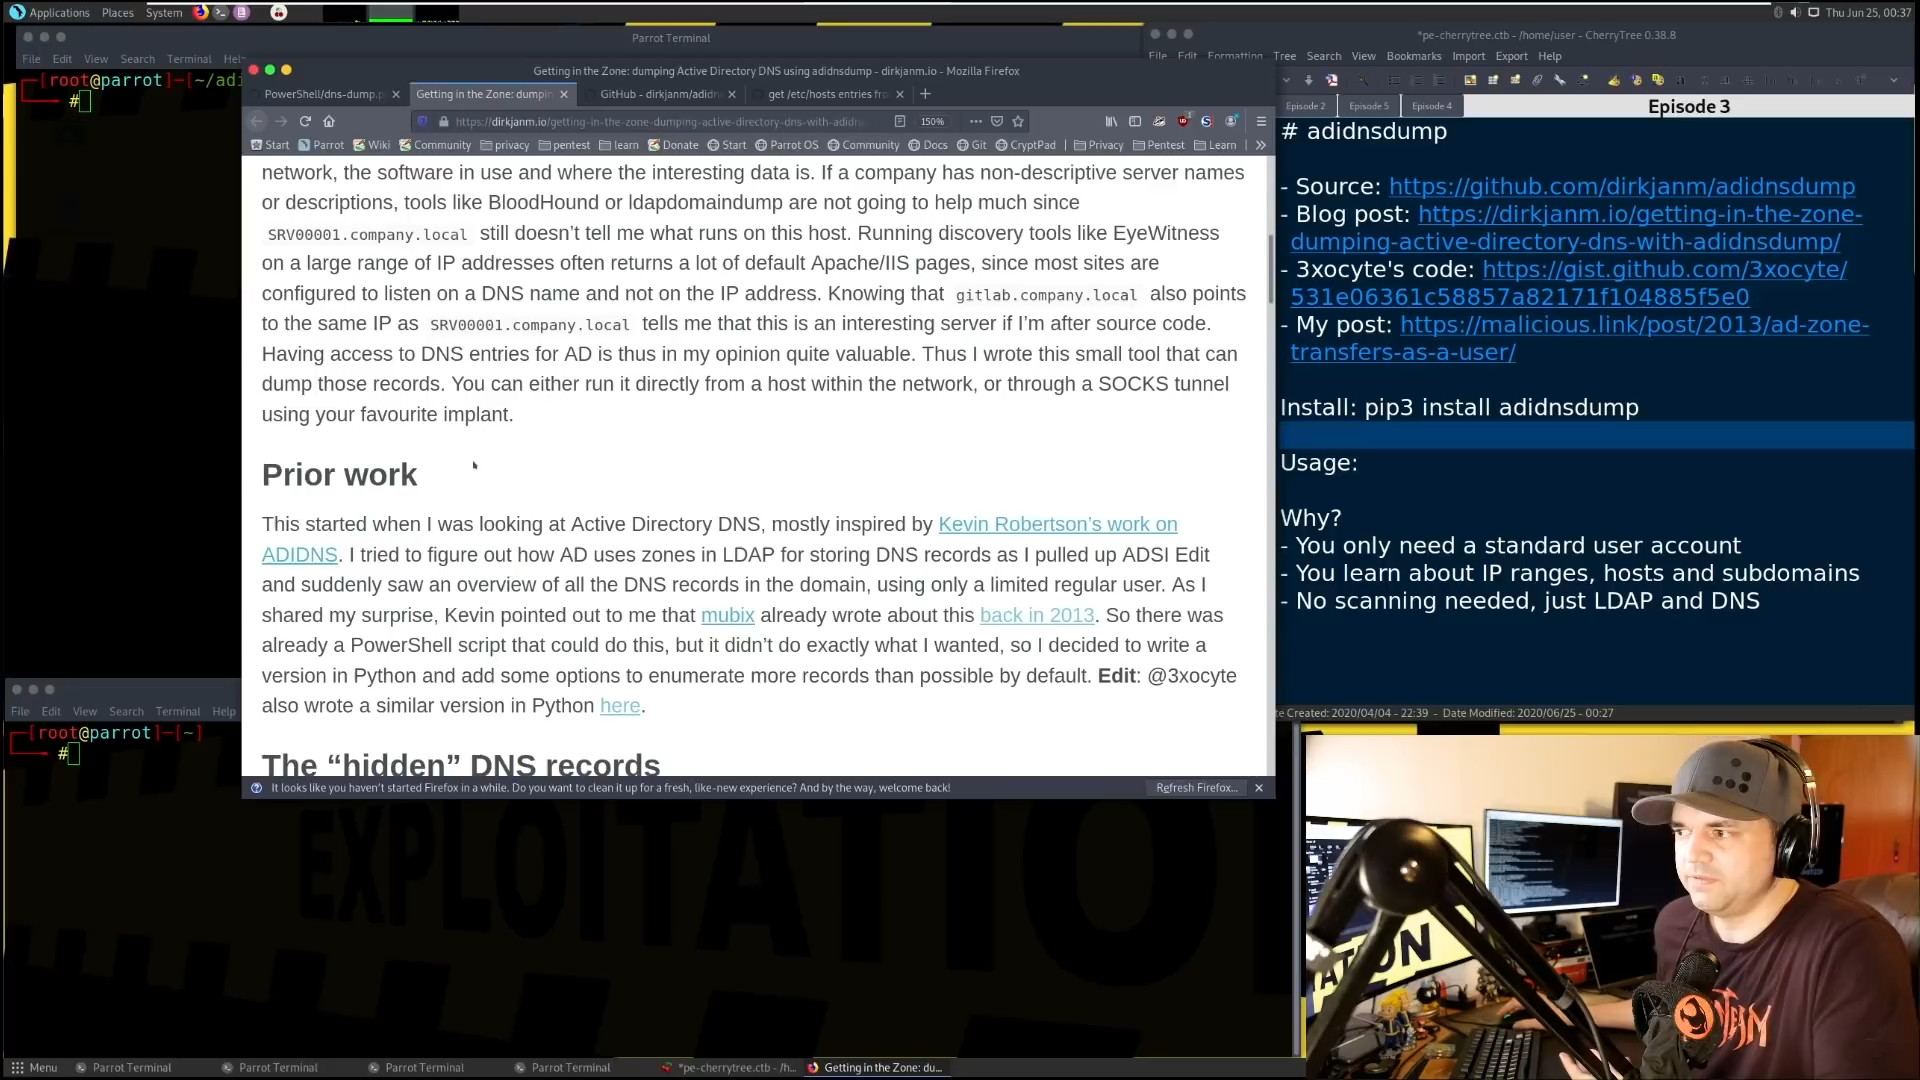 Applications Places System Thu Jun 25, 00:37
Parrot Terminal
File Edit View Search Terminal Help
[root@parrot]-[~/adi
#
*pe-cherrytree.ctb - /home/user - CherryTree 0.38.8
File Edit Formatting Tree Search View Bookmarks Import Export Help
Getting in the Zone: dumping Active Directory DNS using adidnsdump - dirkjanm.io - Mozilla Firefox
PowerShell/dns-dump.p Getting in the Zone: dumpin GitHub - dirkjanm/adidn get /etc/hosts entries fro
https://dirkjanm.io/getting-in-the-zone-dumping-active-directory-dns-with-adidns 150%
Start Parrot Wiki Community privacy pentest learn Donate Start Parrot OS Community Docs Git CryptPad Privacy Pentest Learn
network, the software in use and where the interesting data is. If a company has non-descriptive server names
or descriptions, tools like BloodHound or ldapdomaindump are not going to help much since
SRV00001.company.local still doesn’t tell me what runs on this host. Running discovery tools like EyeWitness
on a large range of IP addresses often returns a lot of default Apache/IIS pages, since most sites are
configured to listen on a DNS name and not on the IP address. Knowing that gitlab.company.local also points
to the same IP as SRV00001.company.local tells me that this is an interesting server if I’m after source code.
Having access to DNS entries for AD is thus in my opinion quite valuable. Thus I wrote this small tool that can
dump those records. You can either run it directly from a host within the network, or through a SOCKS tunnel
using your favourite implant.
Prior work
This started when I was looking at Active Directory DNS, mostly inspired by Kevin Robertson’s work on
ADIDNS. I tried to figure out how AD uses zones in LDAP for storing DNS records as I pulled up ADSI Edit
and suddenly saw an overview of all the DNS records in the domain, using only a limited regular user. As I
shared my surprise, Kevin pointed out to me that mubix already wrote about this back in 2013. So there was
already a PowerShell script that could do this, but it didn’t do exactly what I wanted, so I decided to write a
version in Python and add some options to enumerate more records than possible by default. Edit: @3xocyte
also wrote a similar version in Python here.
The “hidden” DNS records
It looks like you haven't started Firefox in a while. Do you want to clean it up for a fresh, like-new experience? And by the way, welcome back! Refresh Firefox...
Episode 2 Episode 5 Episode 4 Episode 3
# adidnsdump
- Source: https://github.com/dirkjanm/adidnsdump
- Blog post: https://dirkjanm.io/getting-in-the-zone-
dumping-active-directory-dns-with-adidnsdump/
- 3xocyte's code: https://gist.github.com/3xocyte/
531e06361c58857a82171f104885f5e0
- My post: https://malicious.link/post/2013/ad-zone-
transfers-as-a-user/
Install: pip3 install adidnsdump
Usage:
Why?
- You only need a standard user account
- You learn about IP ranges, hosts and subdomains
- No scanning needed, just LDAP and DNS
te Created: 2020/04/04 - 22:39 - Date Modified: 2020/06/25 - 00:27
File Edit View Search Terminal Help
[root@parrot]-[~]
#
EXPLOITATION
ATION
Menu Parrot Terminal Parrot Terminal Parrot Terminal Parrot Terminal *pe-cherrytree.ctb - /h... Getting in the Zone: du...